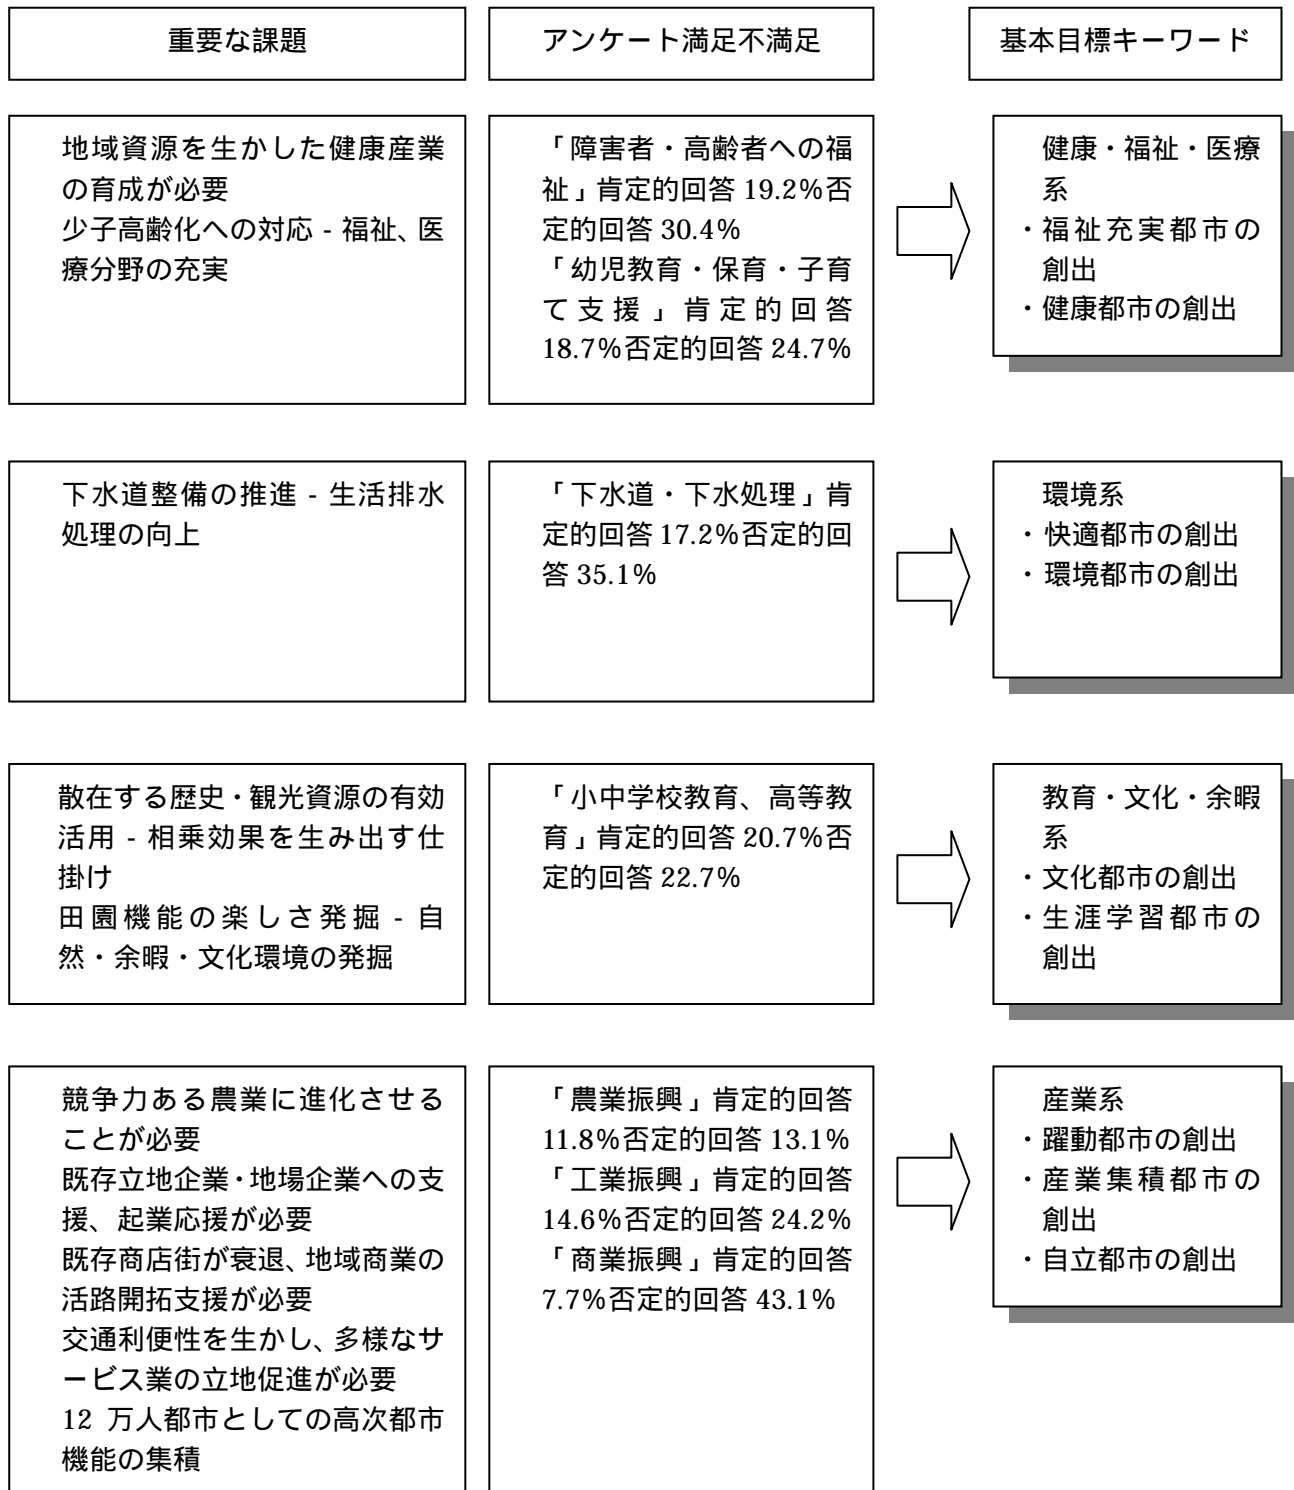 重要な課題
アンケート満足不満足
基本目標キーワード
地域資源を生かした健康産業
の育成が必要
少子高齢化への対応 - 福祉、医
療分野の充実
「障害者・高齢者への福
祉」肯定的回答 19.2%否
定的回答 30.4%
「幼児教育・保育・子育
て支援」肯定的回答
18.7%否定的回答 24.7%
健康・福祉・医療
系
・福祉充実都市の
創出
・健康都市の創出
下水道整備の推進 - 生活排水
処理の向上
「下水道・下水処理」肯
定的回答 17.2%否定的回
答 35.1%
環境系
・快適都市の創出
・環境都市の創出
散在する歴史・観光資源の有効
活用 - 相乗効果を生み出す仕
掛け
田園機能の楽しさ発掘 - 自
然・余暇・文化環境の発掘
「小中学校教育、高等教
育」肯定的回答 20.7%否
定的回答 22.7%
教育・文化・余暇
系
・文化都市の創出
・生涯学習都市の
創出
競争力ある農業に進化させる
ことが必要
既存立地企業・地場企業への支
援、起業応援が必要
既存商店街が衰退、地域商業の
活路開拓支援が必要
交通利便性を生かし、多様なサ
ービス業の立地促進が必要
12 万人都市としての高次都市
機能の集積
「農業振興」肯定的回答
11.8%否定的回答 13.1%
「工業振興」肯定的回答
14.6%否定的回答 24.2%
「商業振興」肯定的回答
7.7%否定的回答 43.1%
産業系
・躍動都市の創出
・産業集積都市の
創出
・自立都市の創出